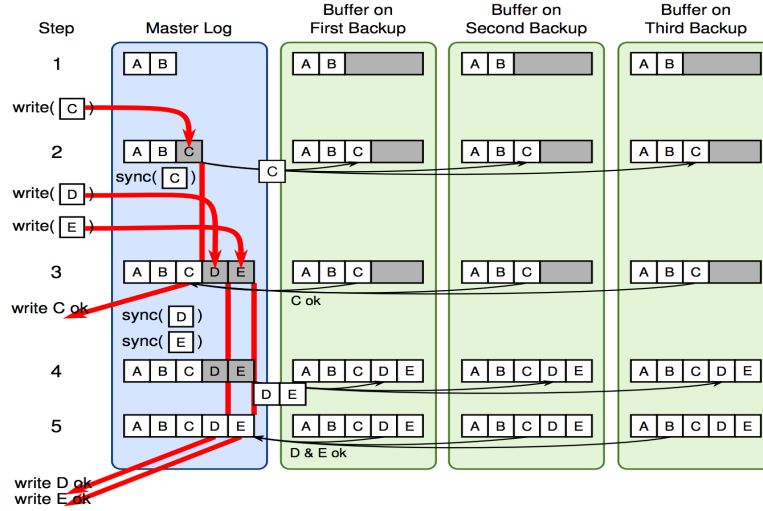 Step Master Log Buffer on First Backup Buffer on Second Backup Buffer on Third Backup
1 A B A B A B A B
write( C )
2 A B C A B C A B C A B C
sync( C ) C
write( D )
write( E )
3 A B C D E A B C A B C A B C
C ok
write C ok
sync( D )
sync( E )
4 A B C D E A B C D E A B C D E A B C D E
D E
5 A B C D E A B C D E A B C D E A B C D E
D & E ok
write D ok
write E ok